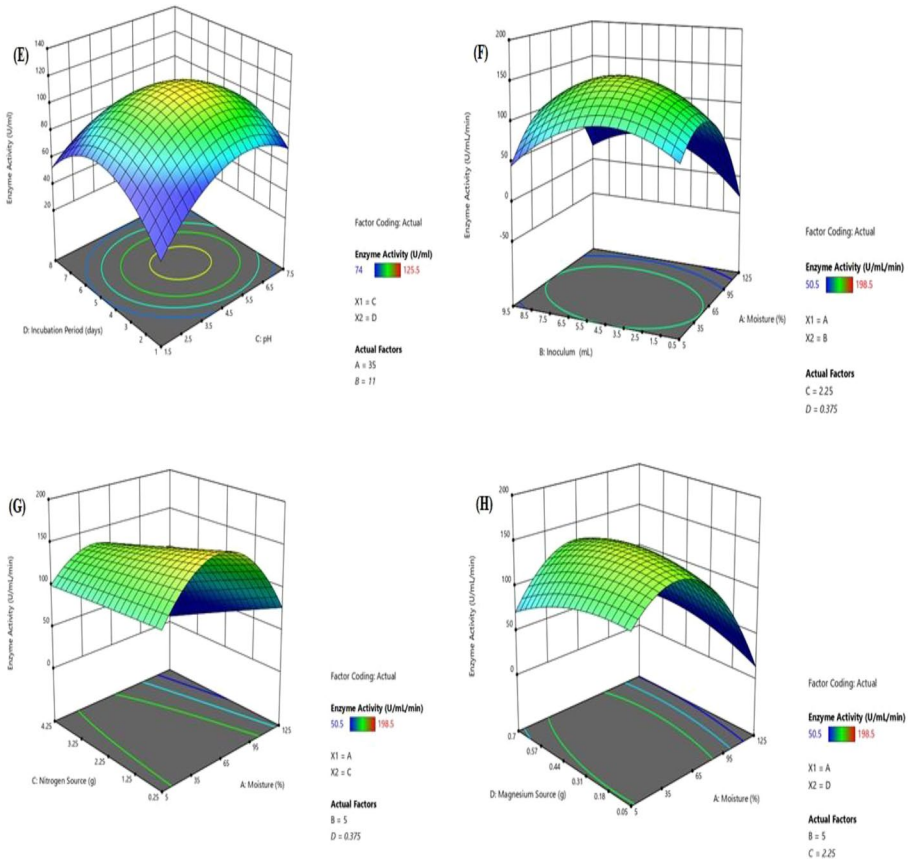 (E)
140
120
100
80
60
40
20
Enzyme Activity (U/ml)
8
7
6
5
4
3
2
1
D: Incubation Period (days)
1.5
2.5
3.5
4.5
5.5
6.5
7.5
C: pH
Factor Coding: Actual
Enzyme Activity (U/ml)
74 125.5
X1 = C
X2 = D
Actual Factors
A = 35
B = 11
(F)
200
150
100
50
0
-50
Enzyme Activity (U/mL/min)
9.5
8.5
7.5
6.5
5.5
4.5
3.5
2.5
1.5
0.5
B: Inoculum (mL)
5
35
65
95
125
A: Moisture (%)
Factor Coding: Actual
Enzyme Activity (U/mL/min)
50.5 198.5
X1 = A
X2 = B
Actual Factors
C = 2.25
D = 0.375
(G)
200
150
100
50
0
Enzyme Activity (U/mL/min)
4.25
3.25
2.25
1.25
0.25
C: Nitrogen Source (g)
5
35
65
95
125
A: Moisture (%)
Factor Coding: Actual
Enzyme Activity (U/mL/min)
50.5 198.5
X1 = A
X2 = C
Actual Factors
B = 5
D = 0.375
(H)
200
150
100
50
0
Enzyme Activity (U/mL/min)
0.7
0.57
0.44
0.31
0.18
0.05
D: Magnesium Source (g)
5
35
65
95
125
A: Moisture (%)
Factor Coding: Actual
Enzyme Activity (U/mL/min)
50.5 198.5
X1 = A
X2 = D
Actual Factors
B = 5
C = 2.25